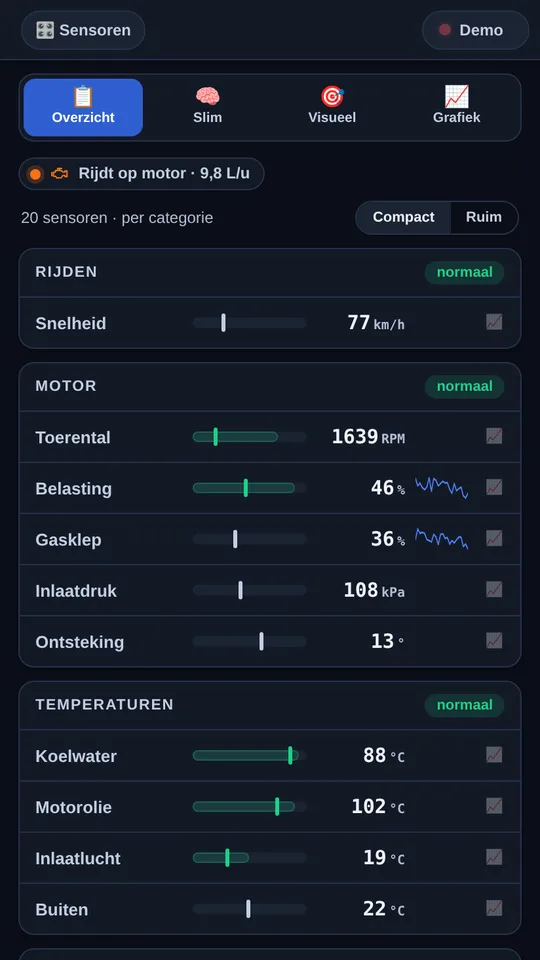 Sensoren
Demo
Overzicht
Slim
Visueel
Grafiek
Rijdt op motor · 9,8 L/u
20 sensoren · per categorie
Compact
Ruim
RIJDEN
normaal
Snelheid
77 km/h
MOTOR
normaal
Toerental
1639 RPM
Belasting
46 %
Gasklep
36 %
Inlaatdruk
108 kPa
Ontsteking
13 °
TEMPERATUREN
normaal
Koelwater
88 °C
Motorolie
102 °C
Inlaatlucht
19 °C
Buiten
22 °C